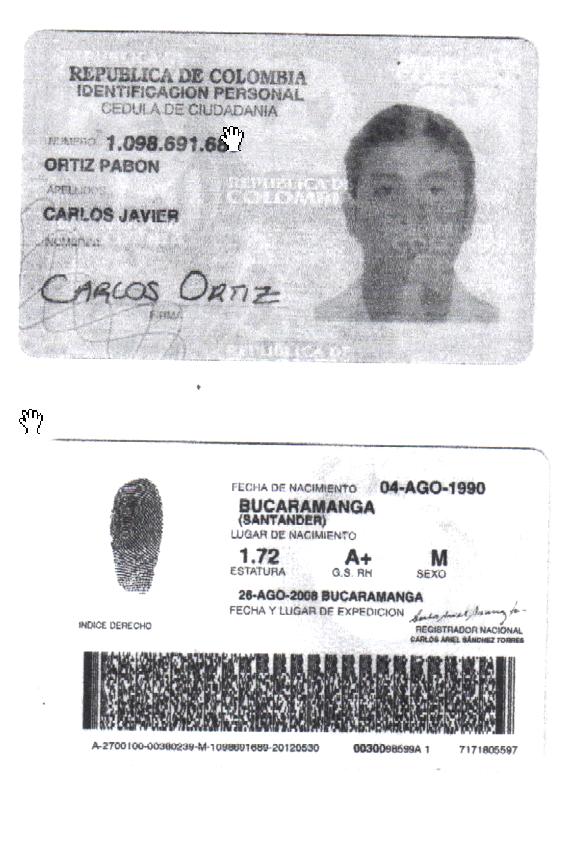 REPUBLICA DE COLOMBIA
IDENTIFICACION PERSONAL
CEDULA DE CIUDADANIA
NUMERO 1.098.691.68
ORTIZ PABON
APELLIDOS
REPUBLICA DE
COLOMBI
CARLOS JAVIER
NOMBRES
CARLOS ORTIZ
FIRMA
REPUBLICA DE
FECHA DE NACIMIENTO 04-AGO-1990
BUCARAMANGA
(SANTANDER)
LUGAR DE NACIMIENTO
1.72 A+ M
ESTATURA G.S. RH SEXO
26-AGO-2008 BUCARAMANGA
FECHA Y LUGAR DE EXPEDICION
INDICE DERECHO
REGISTRADOR NACIONAL
CARLOS ARIEL SÁNCHEZ TORRES
A-2700100-00380239-M-1098691689-20120530 0030098599A 1 7171805597